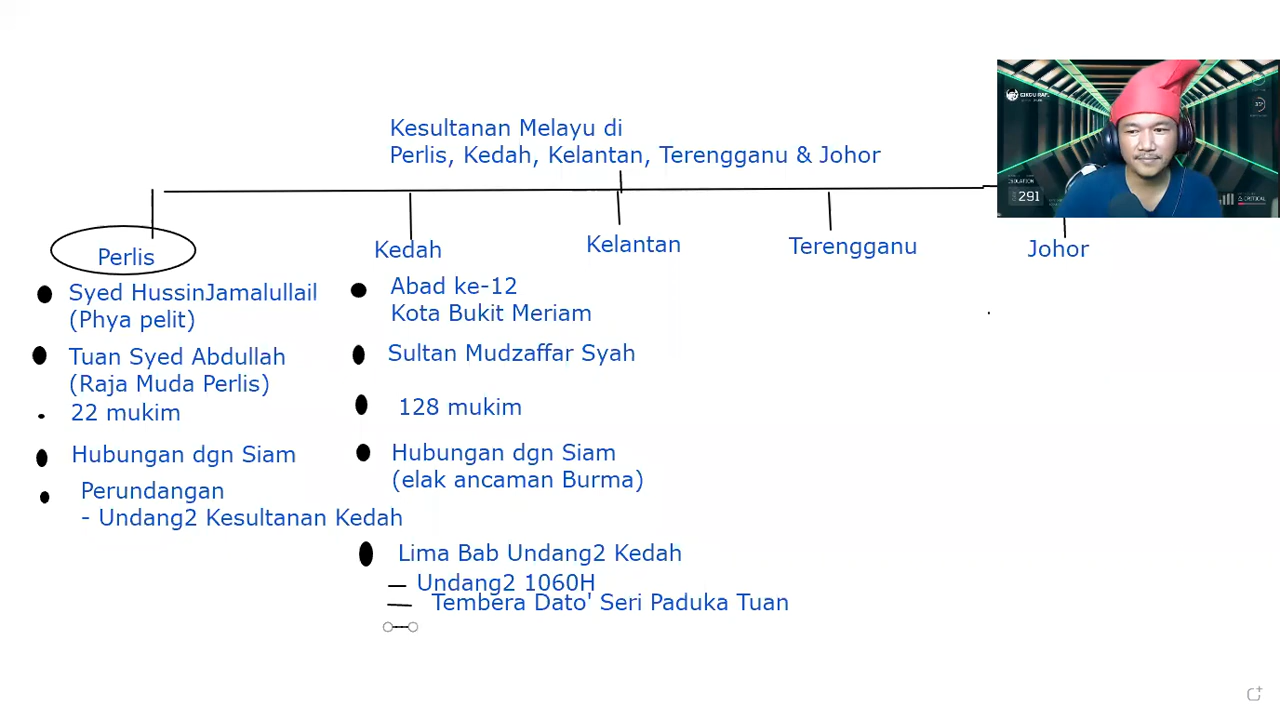 Kesultanan Melayu di
Perlis, Kedah, Kelantan, Terengganu & Johor
Perlis
Kedah
Kelantan
Terengganu
Johor
Syed HussinJamalullail
(Phya pelit)
Tuan Syed Abdullah
(Raja Muda Perlis)
22 mukim
Hubungan dgn Siam
Perundangan
- Undang2 Kesultanan Kedah
Abad ke-12
Kota Bukit Meriam
Sultan Mudzaffar Syah
128 mukim
Hubungan dgn Siam
(elak ancaman Burma)
Lima Bab Undang2 Kedah
Undang2 1060H
Tembera Dato' Seri Paduka Tuan
291
CRITICAL